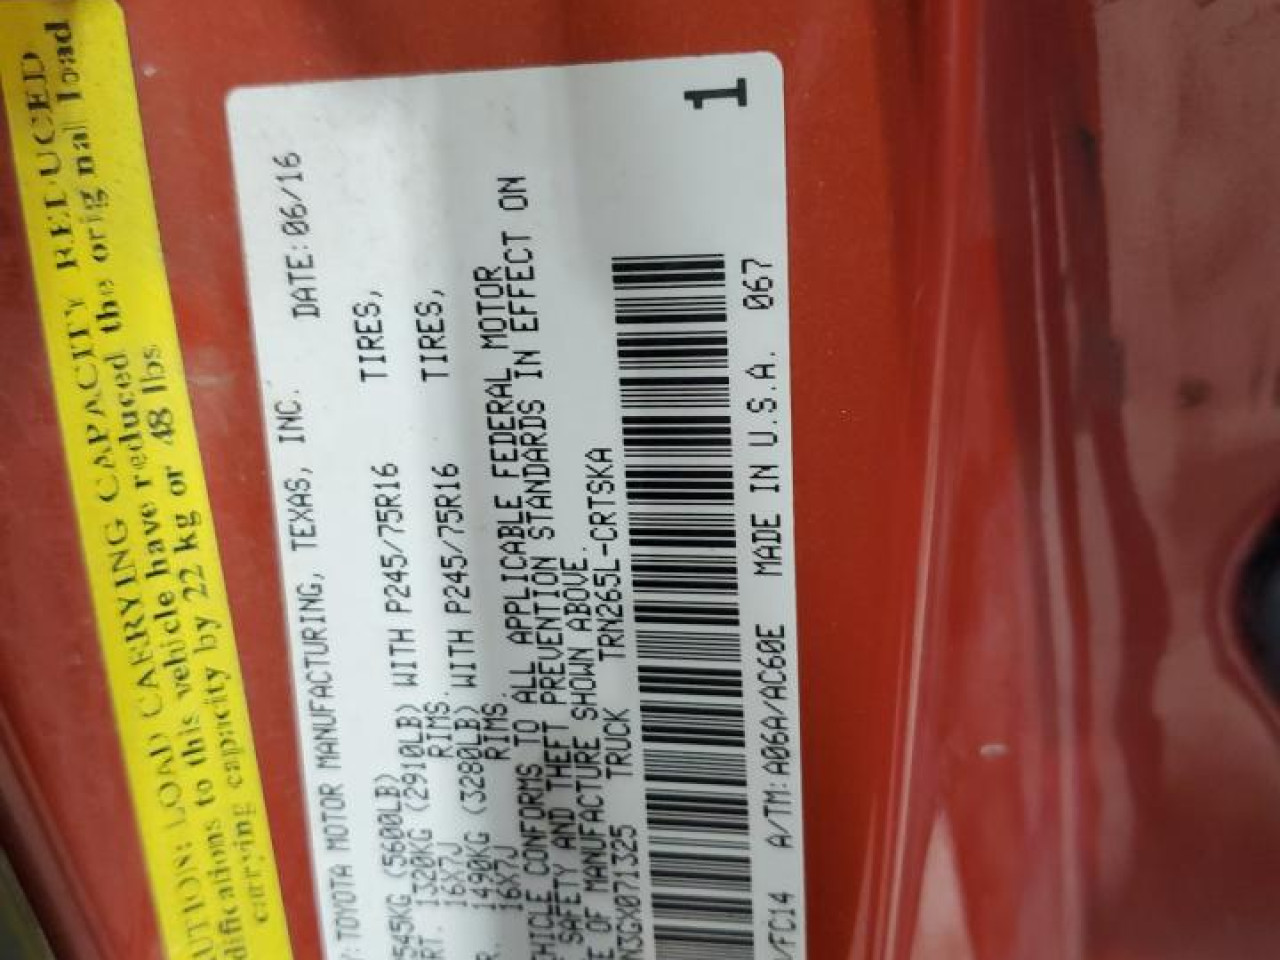 AUTION: LOAD CARRYING CAPACITY REDUCED
difications to this vehicle have reduced the original load
carrying capacity by 22 kg or 48 lbs
Y: TOYOTA MOTOR MANUFACTURING, TEXAS, INC. DATE: 06/16
545KG (5600LB)
RT. 1320KG (2910LB) WITH P245/75R16 TIRES,
16X7J RIMS.
R. 1490KG (3280LB) WITH P245/75R16 TIRES,
16X7J RIMS.
EHICLE CONFORMS TO ALL APPLICABLE FEDERAL MOTOR
SAFETY AND THEFT PREVENTION STANDARDS IN EFFECT ON
E OF MANUFACTURE SHOWN ABOVE.
N3GX071325 TRUCK TRN265L-CRTSKA
/FC14 A/TM: A06A/AC60E MADE IN U.S.A. 067
1